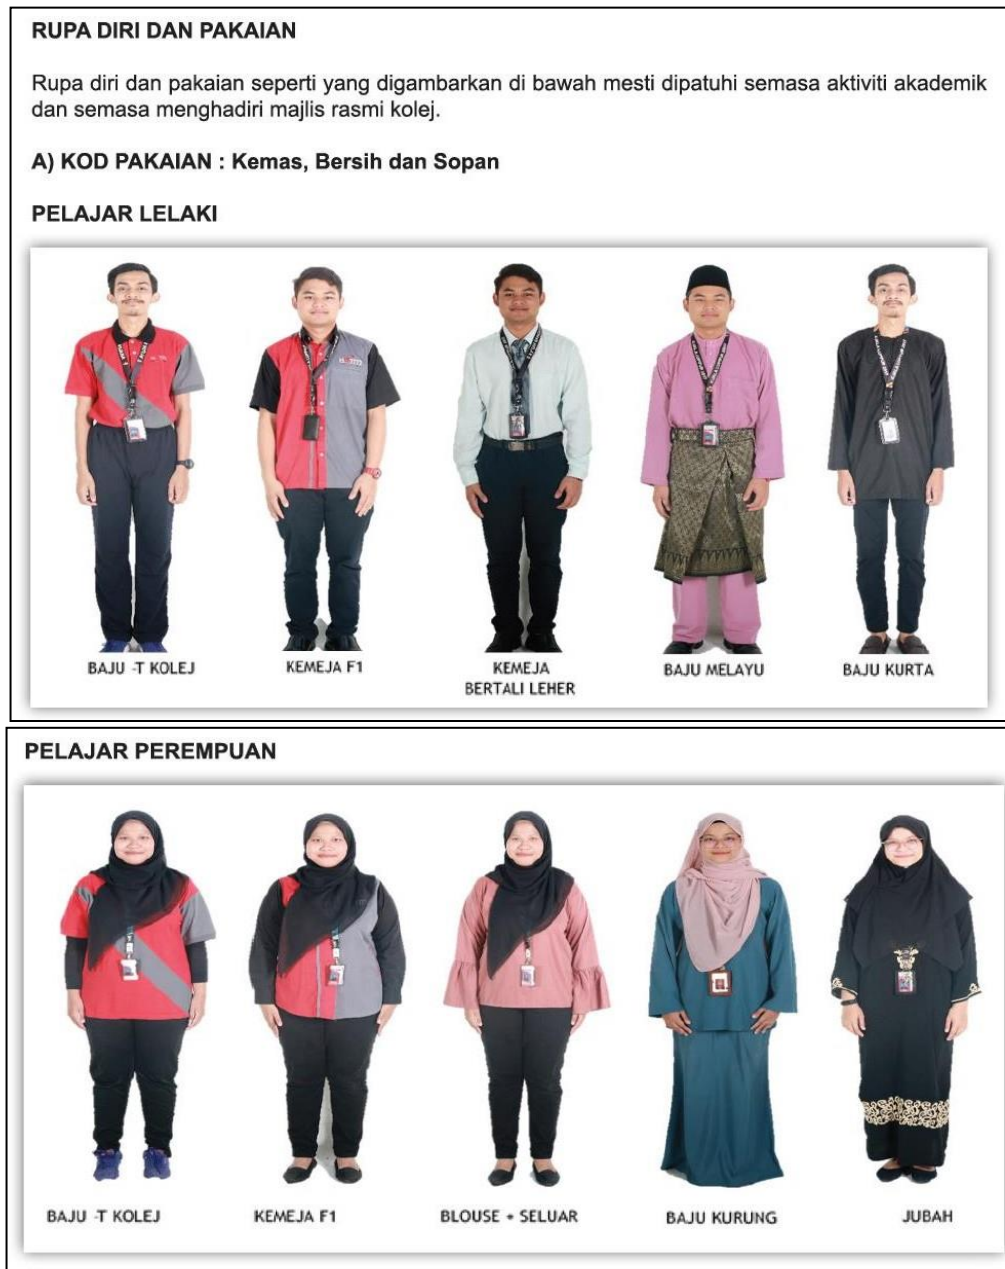 RUPA DIRI DAN PAKAIAN
Rupa diri dan pakaian seperti yang digambarkan di bawah mesti dipatuhi semasa aktiviti akademik
dan semasa menghadiri majlis rasmi kolej.
A) KOD PAKAIAN : Kemas, Bersih dan Sopan
PELAJAR LELAKI
BAJU -T KOLEJ
KEMEJA F1
KEMEJA
BERTALI LEHER
BAJU MELAYU
BAJU KURTA
PELAJAR PEREMPUAN
BAJU -T KOLEJ
KEMEJA F1
BLOUSE + SELUAR
BAJU KURUNG
JUBAH